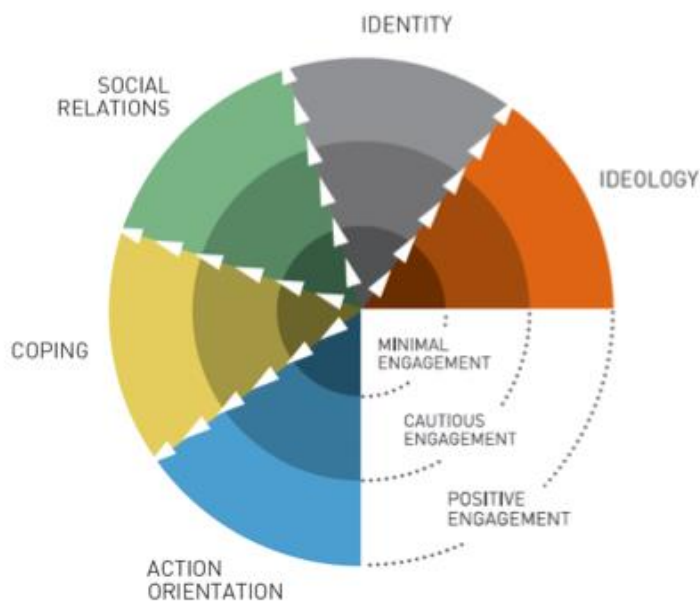 IDENTITY
SOCIAL
RELATIONS
IDEOLOGY
COPING
MINIMAL
ENGAGEMENT
CAUTIOUS
ENGAGEMENT
POSITIVE
ENGAGEMENT
ACTION
ORIENTATION